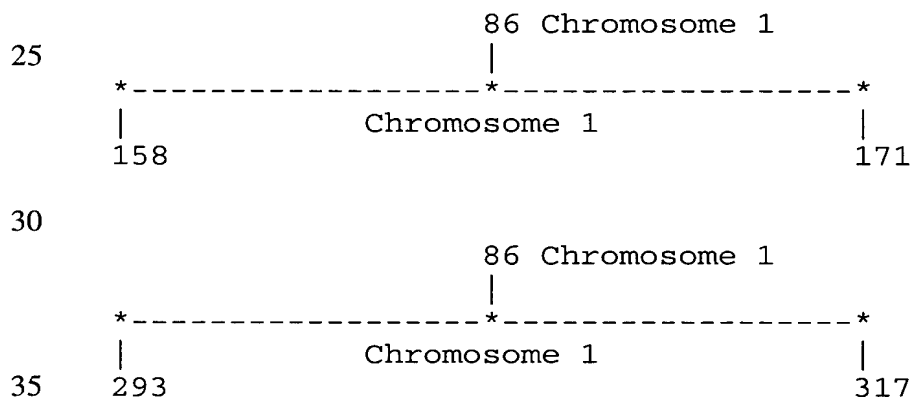 86 Chromosome 1
25 |
*-------------------*-------------------*
| Chromosome 1 |
158 171
30
86 Chromosome 1
|
*-------------------*-------------------*
| Chromosome 1 |
35 293 317